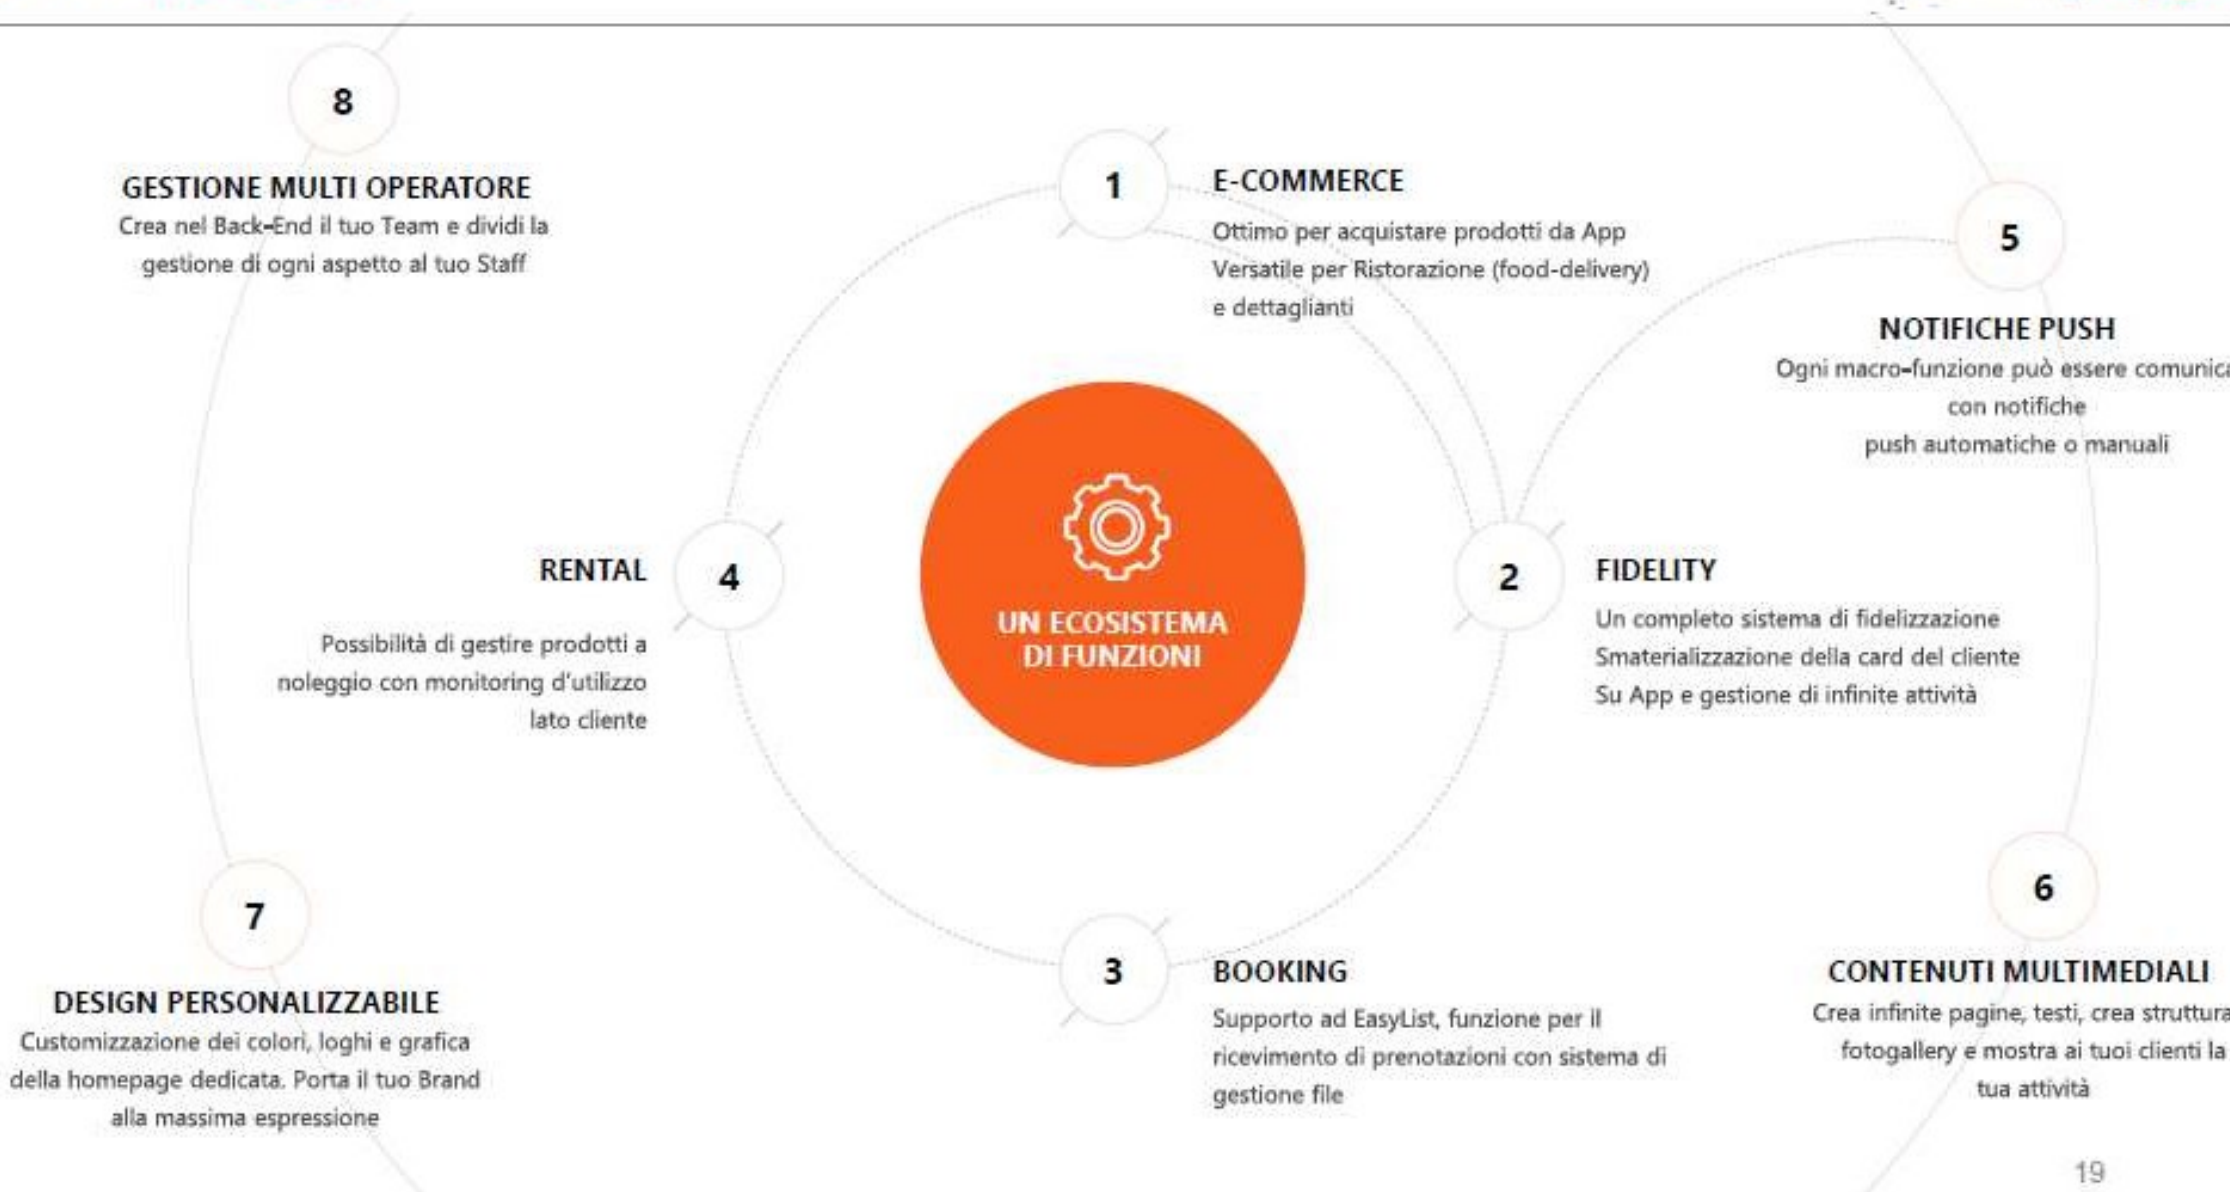 8
GESTIONE MULTI OPERATORE
Crea nel Back-End il tuo Team e dividi la
gestione di ogni aspetto al tuo Staff
1
E-COMMERCE
Ottimo per acquistare prodotti da App
Versatile per Ristorazione (food-delivery)
e dettaglianti
5
NOTIFICHE PUSH
Ogni macro-funzione può essere
con notifiche
push automatiche o manuali
RENTAL
4
Possibilità di gestire prodotti a
noleggio con monitoring d'utilizzo
lato cliente
UN ECOSISTEMA
DI FUNZIONI
2
FIDELITY
Un completo sistema di fidelizzazione
Smaterializzazione della card del cliente
Su App e gestione di infinite attività
7
DESIGN PERSONALIZZABILE
Customizzazione dei colori, loghi e grafica
della homepage dedicata. Porta il tuo Brand
alla massima espressione
3
BOOKING
Supporto ad EasyList, funzione per il
ricevimento di prenotazioni con sistema di
gestione file
6
CONTENUTI MULTIMEDIALI
Crea infinite pagine, testi, crea struttura
fotogallery e mostra ai tuoi clienti la
tua attività
19